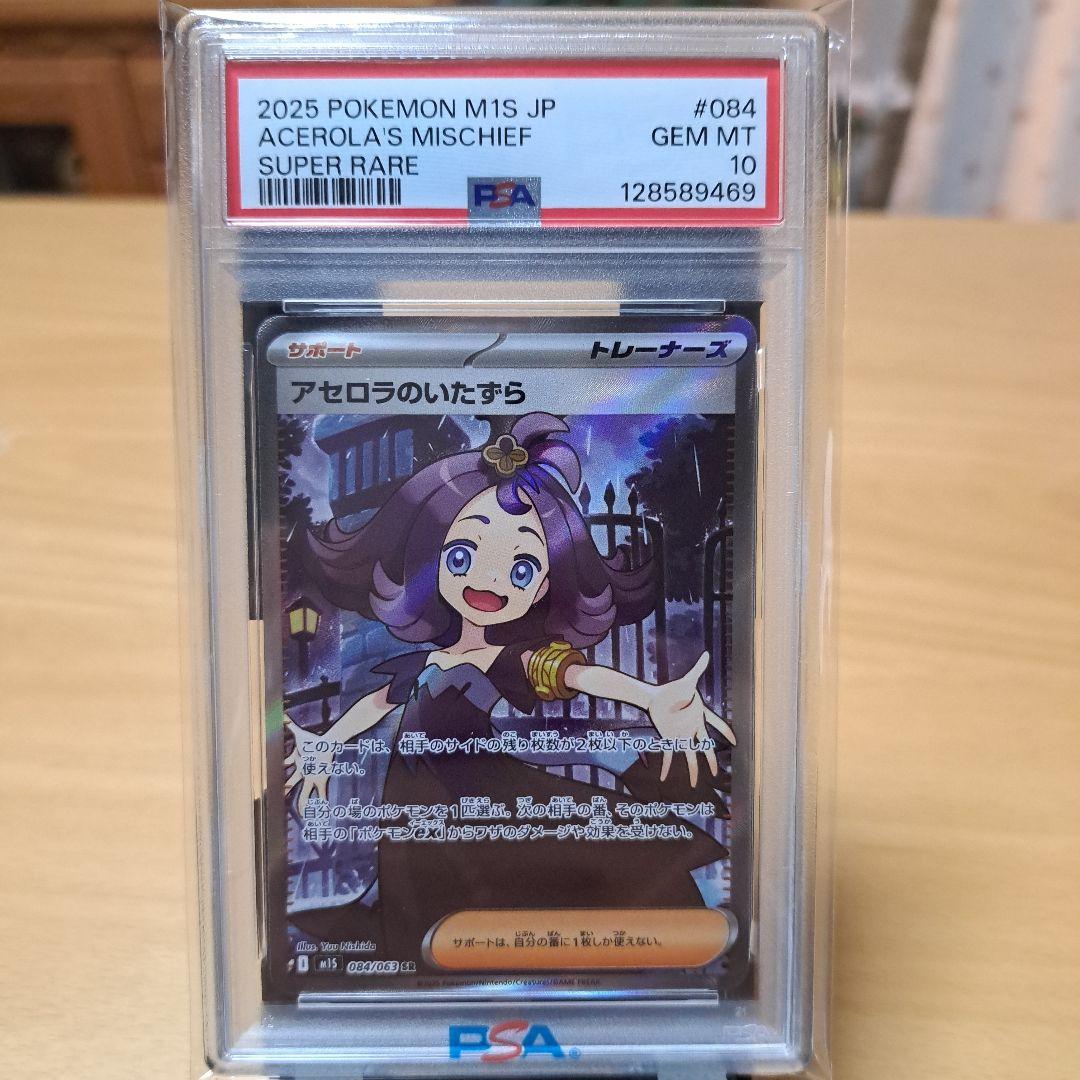 2025 POKEMON M1S JP #084
ACEROLA'S MISCHIEF GEM MT
SUPER RARE 10
PSA 128589469
サポート トレーナーズ
アセロラのいたずら
このカードは、相手のサイドの残り枚数が2枚以下のときにしか
使えない。
自分の場のポケモンを1匹選ぶ。次の相手の番、そのポケモンは
相手の「ポケモンex」からワザのダメージや効果を受けない。
サポートは、自分の番に1枚しか使えない。
Illus. Yuu Nishida
I M1S 084/063 SR
©2025 Pokémon/Nintendo/Creatures/GAME FREAK
PSA®